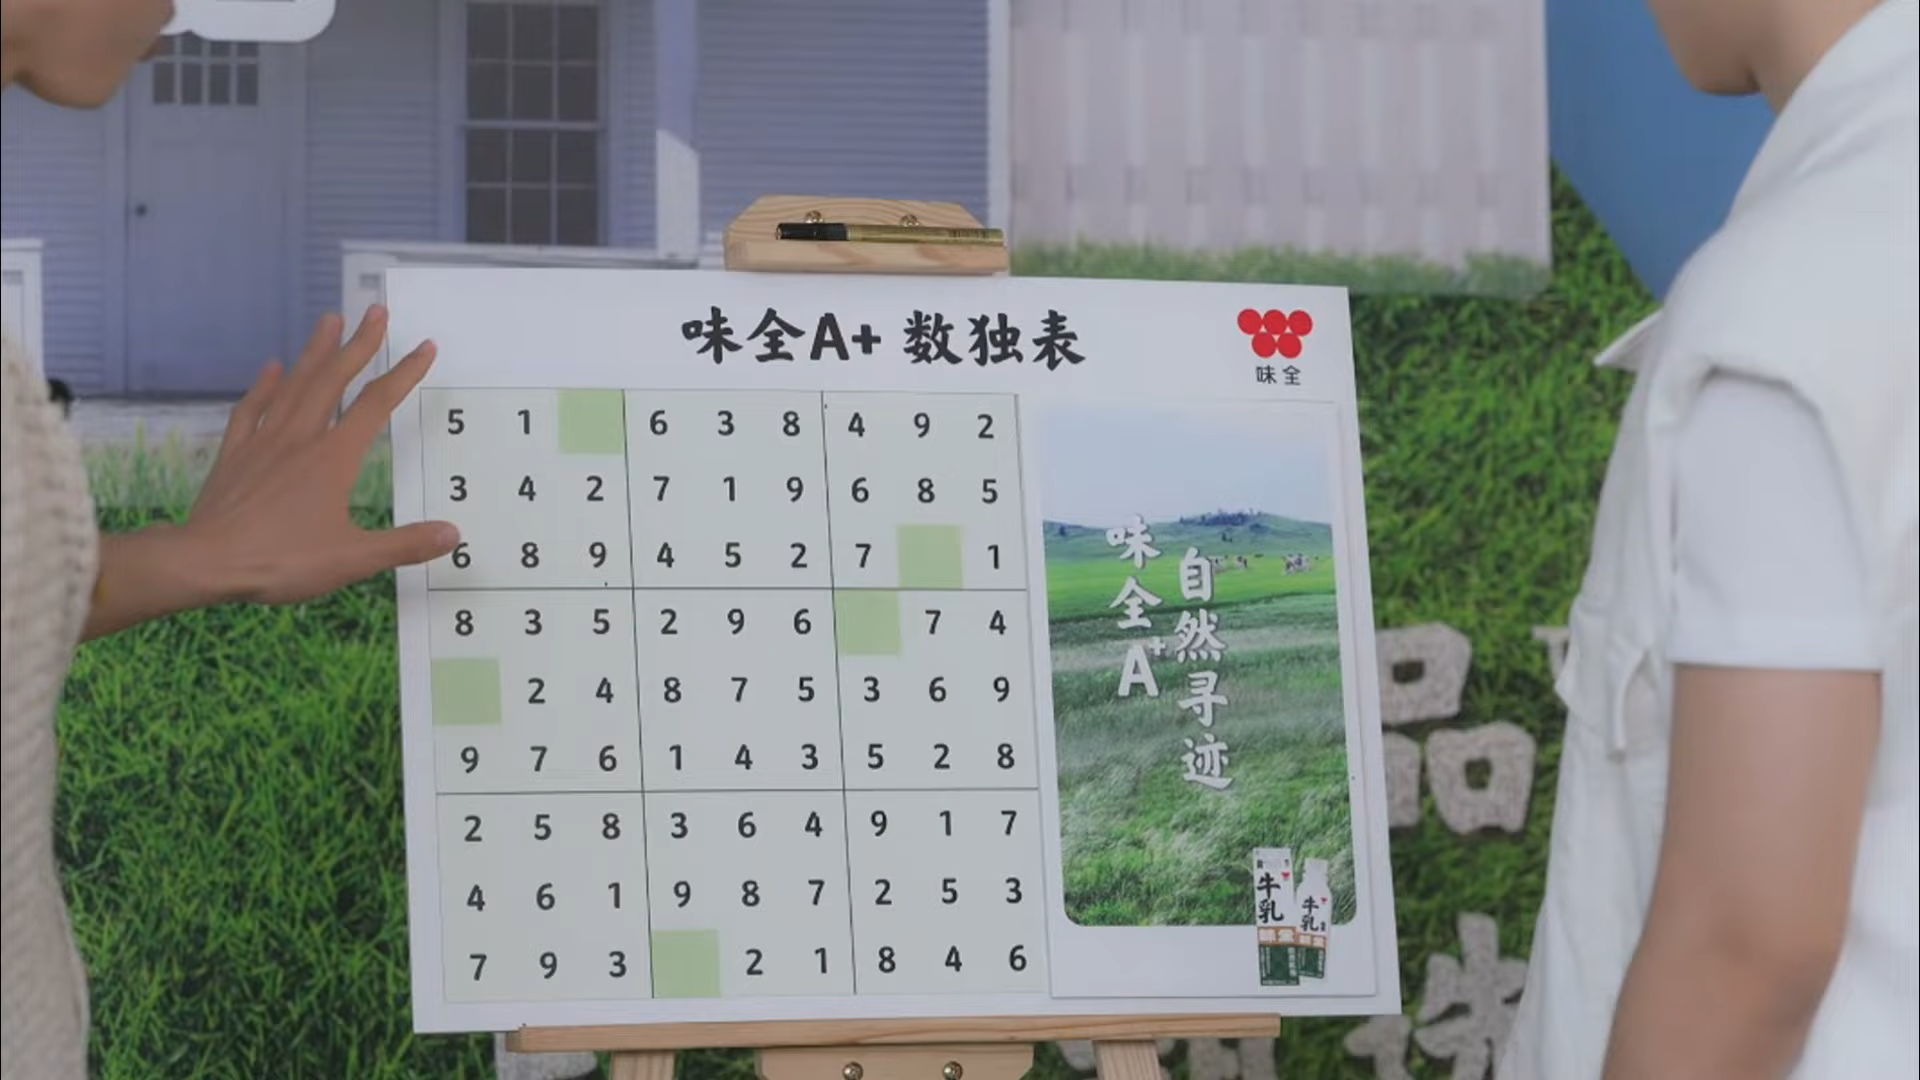 味全A+ 数独表
味全
5 1 6 3 8 4 9 2
3 4 2 7 1 9 6 8 5
6 8 9 4 5 2 7 1
8 3 5 2 9 6 7 4
2 4 8 7 5 3 6 9
9 7 6 1 4 3 5 2 8
2 5 8 3 6 4 9 1 7
4 6 1 9 8 7 2 5 3
7 9 3 2 1 8 4 6
味全A+
自然寻迹
牛乳
牛乳
品